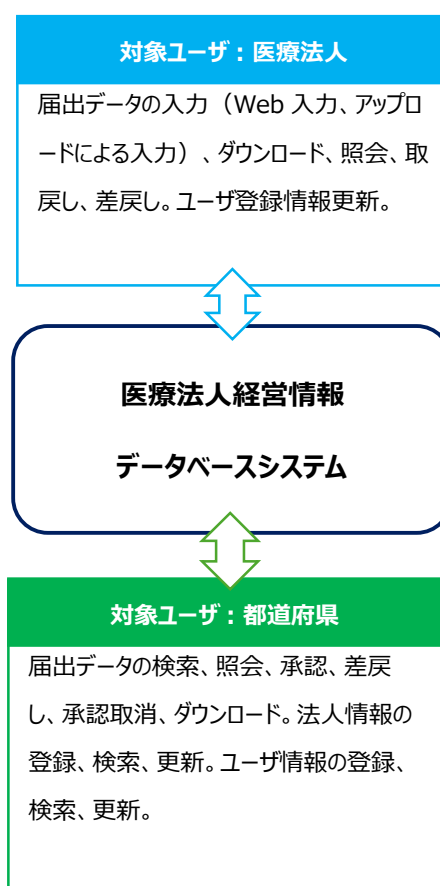 対象ユーザ：医療法人
届出データの入力（Web 入力、アップロ
ードによる入力）、ダウンロード、照会、取
戻し、差戻し。ユーザ登録情報更新。
医療法人経営情報
データベースシステム
対象ユーザ：都道府県
届出データの検索、照会、承認、差戻
し、承認取消、ダウンロード。法人情報の
登録、検索、更新。ユーザ情報の登録、
検索、更新。